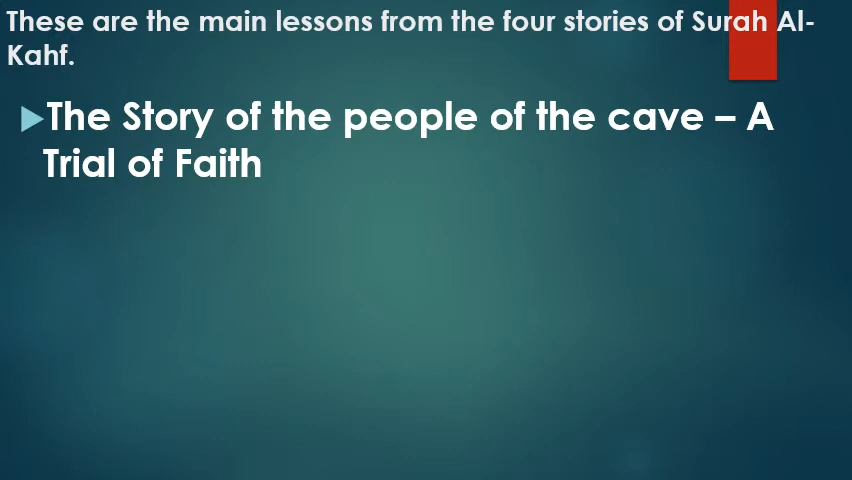 These are the main lessons from the four stories of Surah Al-
Kahf.
The Story of the people of the cave – A
Trial of Faith